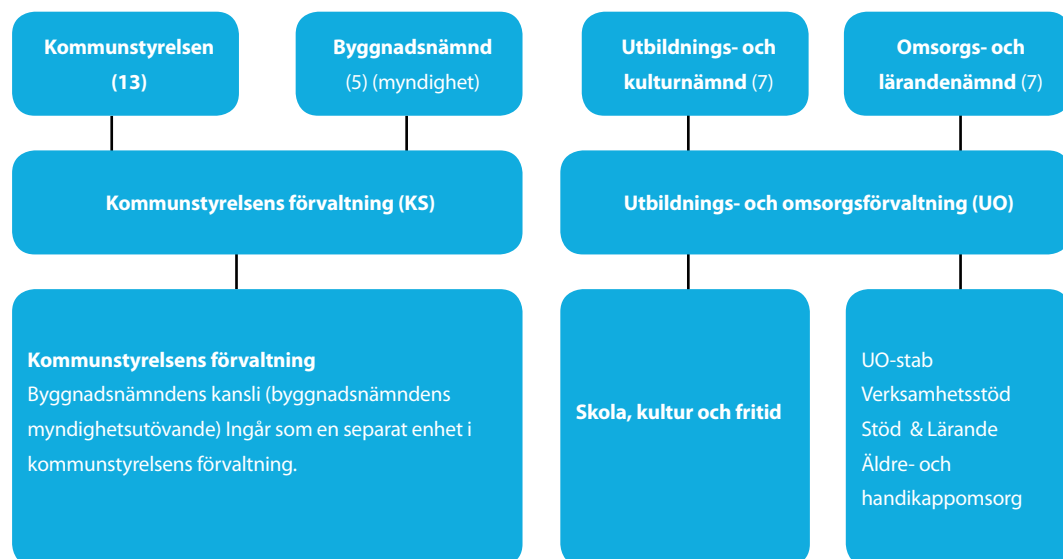 Kommunstyrelsen
(13)
Byggnadsnämnd
(5) (myndighet)
Utbildnings- och
kulturnämnd (7)
Omsorgs- och
lärandenämnd (7)
Kommunstyrelsens förvaltning (KS)
Utbildnings- och omsorgsförvaltning (UO)
Kommunstyrelsens förvaltning
Byggnadsnämndens kansli (byggnadsnämndens
myndighetsutövande) Ingår som en separat enhet i
kommunstyrelsens förvaltning.
Skola, kultur och fritid
UO-stab
Verksamhetsstöd
Stöd & Lärande
Äldre- och
handikappomsorg